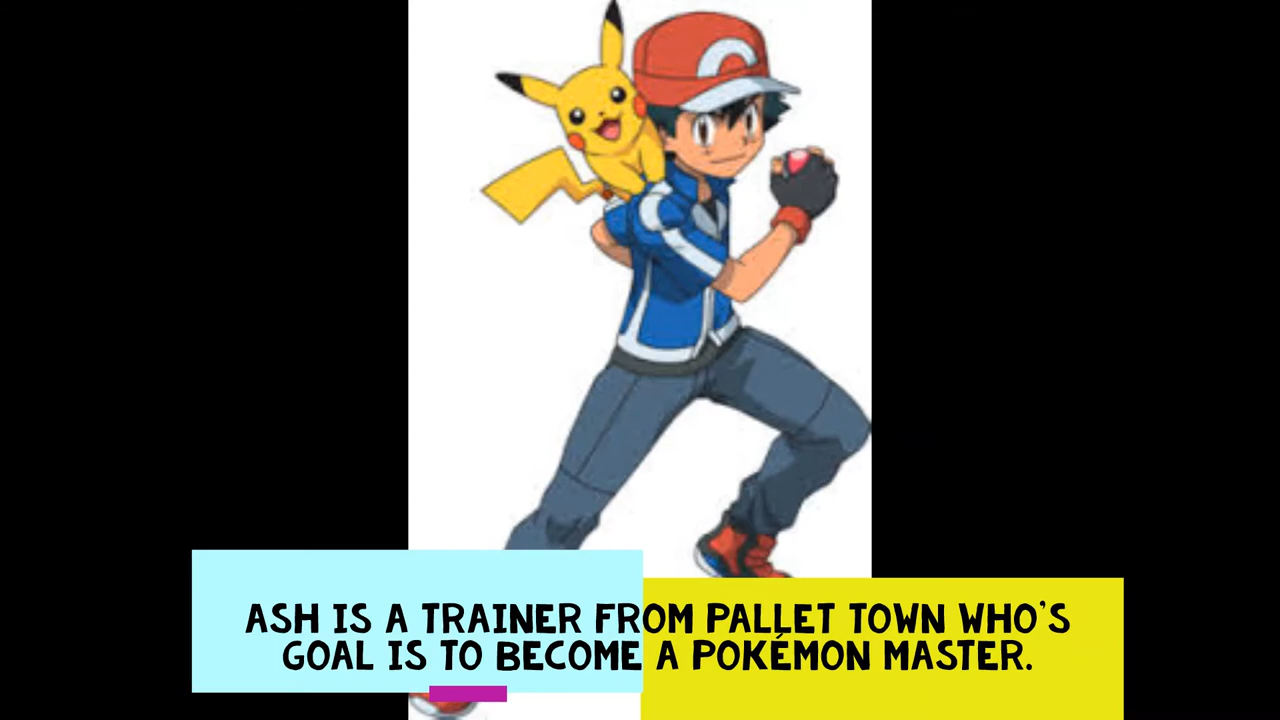 ASH IS A TRAINER FROM PALLET TOWN WHO'S
GOAL IS TO BECOME A POKÉMON MASTER.